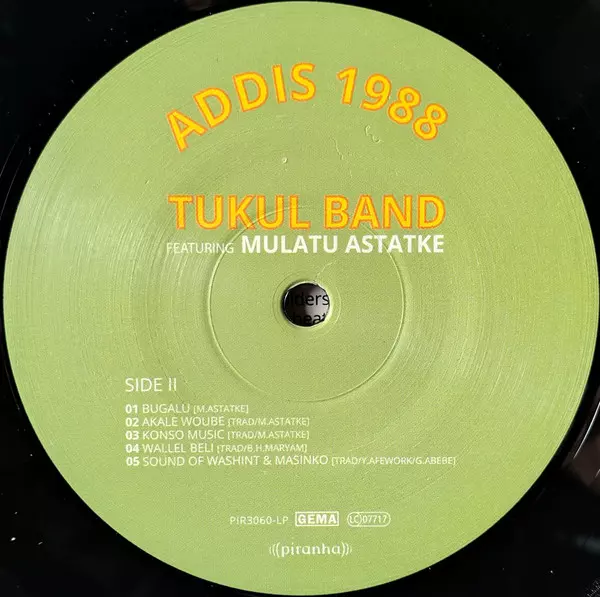 ADDIS 1988
TUKUL BAND
FEATURING MULATU ASTATKE
SIDE II
01 BUGALU [M.ASTATKE]
02 AKALE WOUBE [TRAD/M.ASTATKE]
03 KONSO MUSIC [TRAD/M.ASTATKE]
04 WALLEL BELI [TRAD/B.H.MARYAM]
05 SOUND OF WASHINT & MASINKO [TRAD/Y.AFEWORK/G.ABEBE]
PIR3060-LP GEMA LC 07717
(((piranha)))